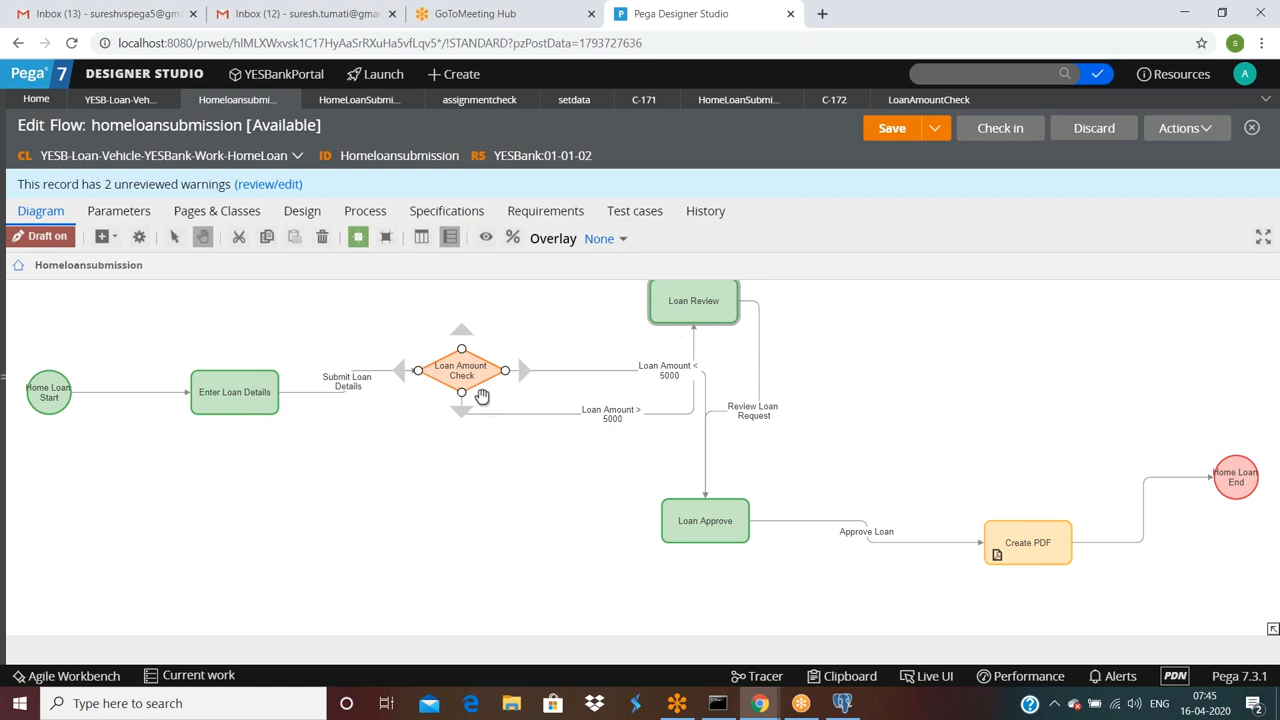 Inbox (13) - sureshvspega5@gm
Inbox (12) - suresh.tumati@gmai
GoToMeeting Hub
Pega Designer Studio
localhost:8080/prweb/hlMLXWxvsk1C17HyAaSrRXuHa5vfLqv5*/!STANDARD?pzPostData=1793727636
S
Pega 7
DESIGNER STUDIO
YESBankPortal
Launch
Create
Resources
A
Home
YESB-Loan-Veh...
Homeloansubmi...
HomeLoanSubmi...
assignmentcheck
setdata
C-171
HomeLoanSubmi...
C-172
LoanAmountCheck
Edit Flow: homeloansubmission [Available]
Save
Check in
Discard
Actions
CL YESB-Loan-Vehicle-YESBank-Work-HomeLoan
ID Homeloansubmission
RS YESBank:01-01-02
This record has 2 unreviewed warnings (review/edit)
Diagram
Parameters
Pages & Classes
Design
Process
Specifications
Requirements
Test cases
History
Draft on
Overlay None
Homeloansubmission
Loan Review
Home Loan
Start
Enter Loan Details
Submit Loan
Details
Loan Amount
Check
Loan Amount <
5000
Loan Amount >
5000
Review Loan
Request
Loan Approve
Approve Loan
Create PDF
Home Loan
End
Agile Workbench
Current work
Tracer
Clipboard
Live UI
Performance
Alerts
PDN
Pega 7.3.1
Type here to search
ENG
07:45
16-04-2020
2